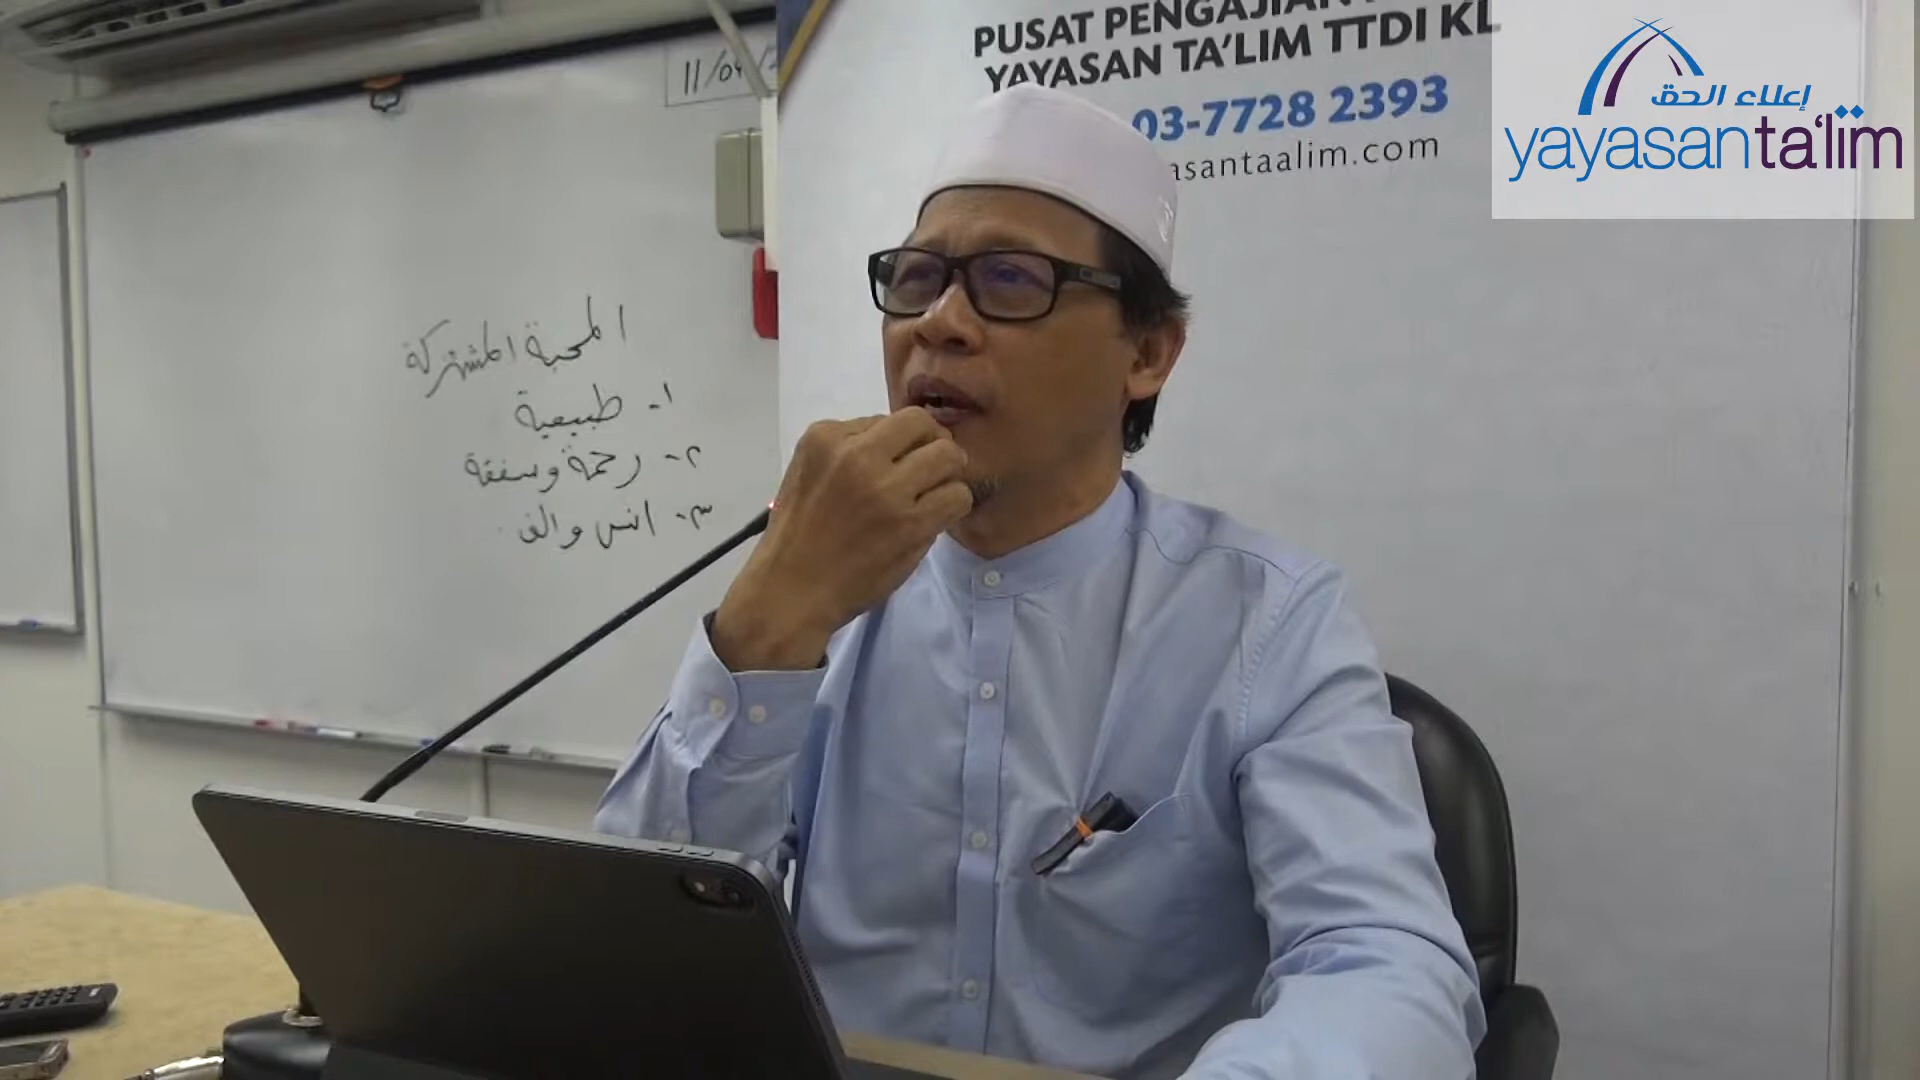 PUSAT PENGAJIAN
YAYASAN TA'LIM TTDI KL
03-7728 2393
asantaalim.com
إعلاء الحق
yayasanta'lim
11/04/
المحبة المشتركة
١- طبيعية
٢- رحمة وسفقة
٣- انس والف